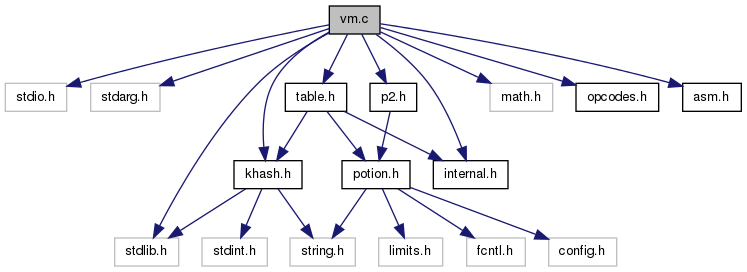 vm.c
stdio.h
stdarg.h
table.h
p2.h
math.h
opcodes.h
asm.h
khash.h
potion.h
internal.h
stdlib.h
stdint.h
string.h
limits.h
fcntl.h
config.h